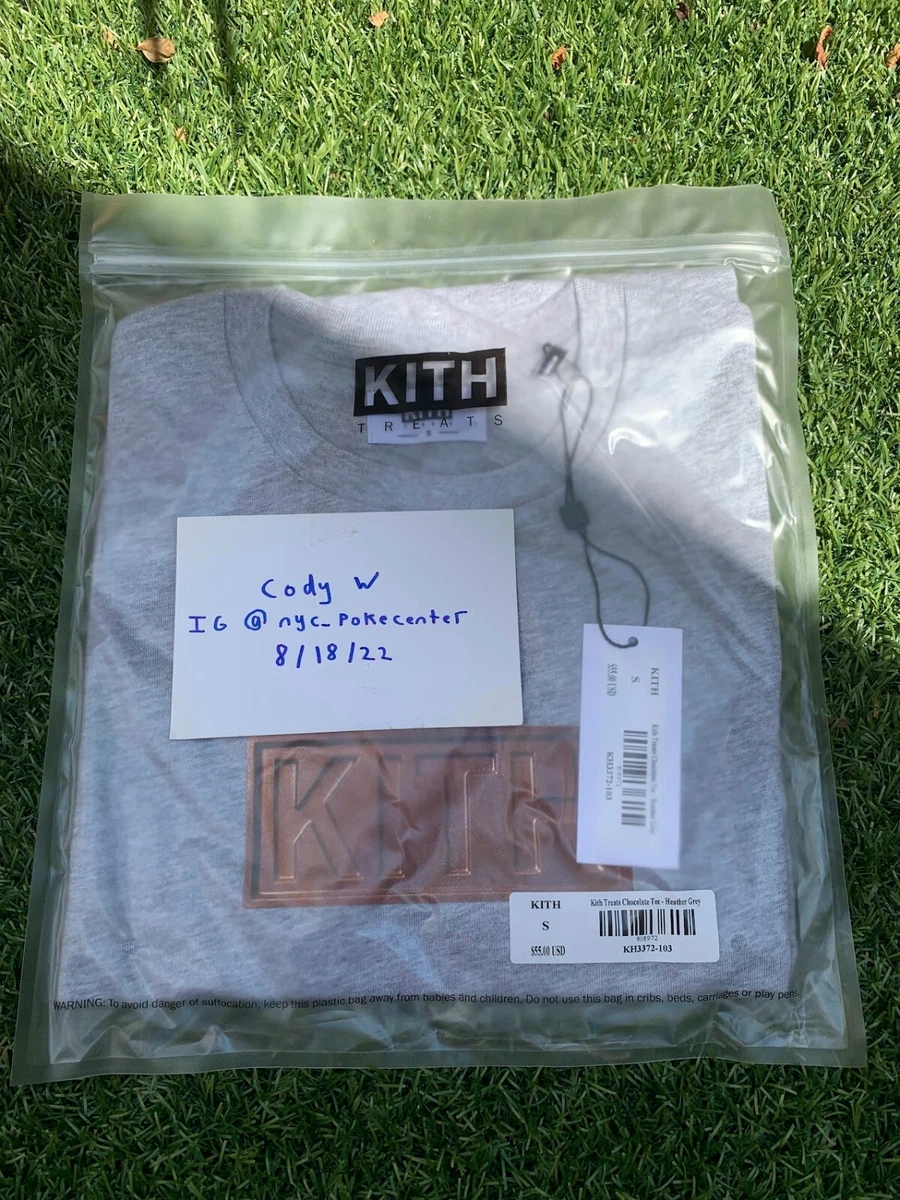 KITH
TREATS
Cody W
IG @nyc_pokecenter
8/18/22
KITH
S
$55.00 USD
KH3372-103
KITH
KITH
S
$55.00 USD
Kith Treats Chocolate Tee - Heather Grey
808972
KH3372-103
WARNING: To avoid danger of suffocation, keep this plastic bag away from babies and children, Do not use this bag in cribs, beds, carriages or play pens.